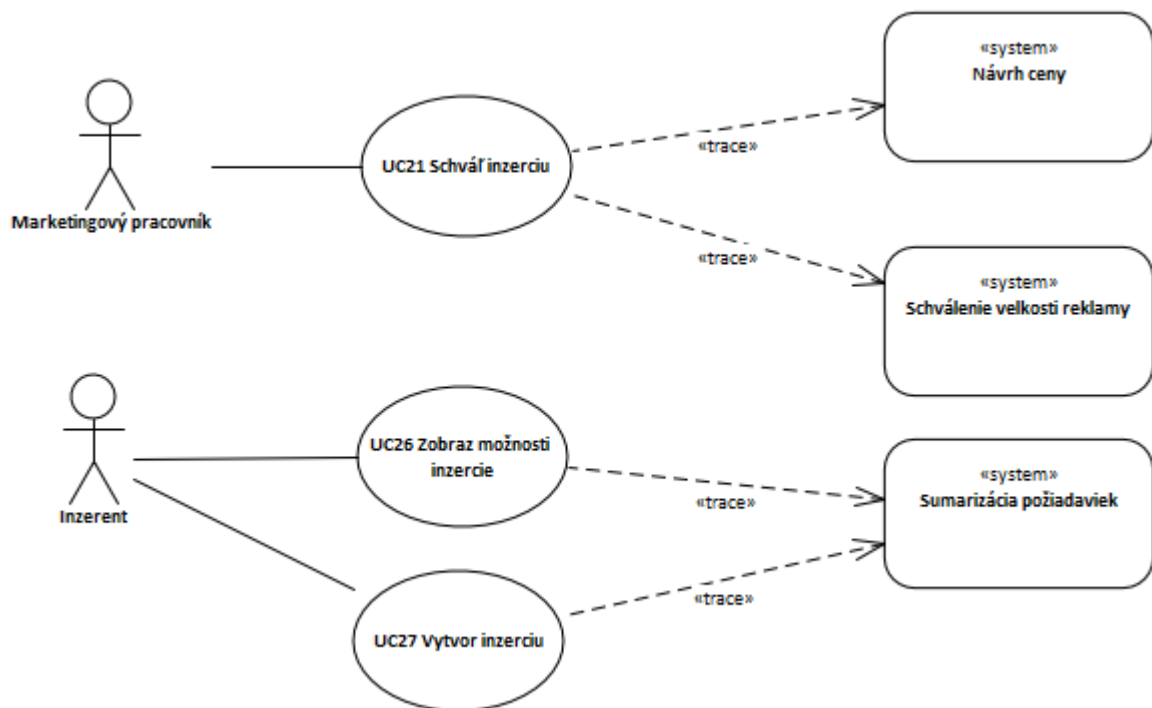 «system»
Návrh ceny
«trace»
UC21 Schváľ inzerciu
Marketingový pracovník
«trace»
«system»
Schválenie velkosti reklamy
UC26 Zobraz možnosti
inzercie
«system»
Sumarizácia požiadaviek
«trace»
Inzerent
«trace»
UC27 Vytvor inzerciu